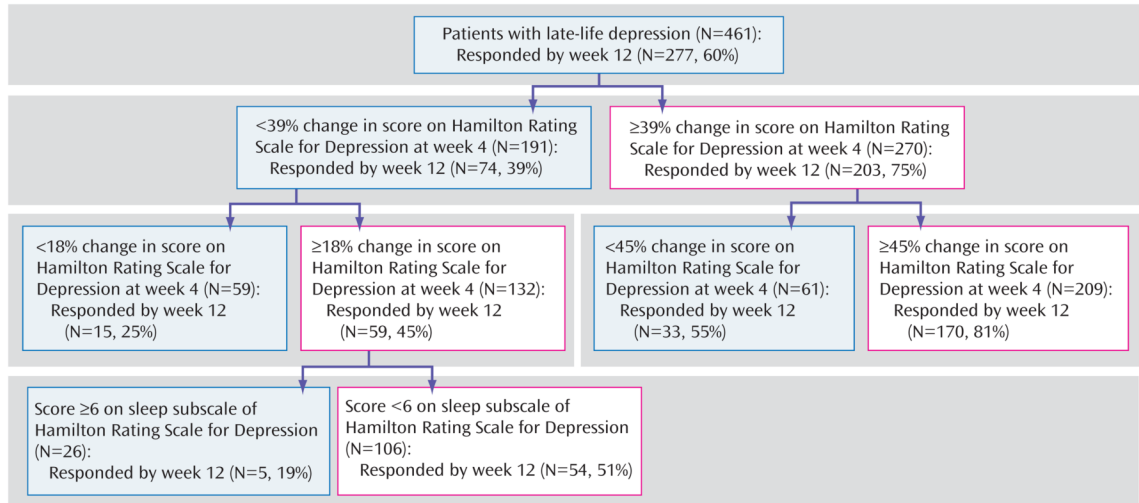 Patients with late-life depression (N=461):
Responded by week 12 (N=277, 60%)
<39% change in score on Hamilton Rating
Scale for Depression at week 4 (N=191):
Responded by week 12 (N=74, 39%)
≥39% change in score on Hamilton Rating
Scale for Depression at week 4 (N=270):
Responded by week 12 (N=203, 75%)
<18% change in score on
Hamilton Rating Scale for
Depression at week 4 (N=59):
Responded by week 12
(N=15, 25%)
≥18% change in score on
Hamilton Rating Scale for
Depression at week 4 (N=132):
Responded by week 12
(N=59, 45%)
<45% change in score on
Hamilton Rating Scale for
Depression at week 4 (N=61):
Responded by week 12
(N=33, 55%)
≥45% change in score on
Hamilton Rating Scale for
Depression at week 4 (N=209):
Responded by week 12
(N=170, 81%)
Score ≥6 on sleep subscale of
Hamilton Rating Scale for Depression
(N=26):
Responded by week 12 (N=5, 19%)
Score <6 on sleep subscale of
Hamilton Rating Scale for Depression
(N=106):
Responded by week 12 (N=54, 51%)